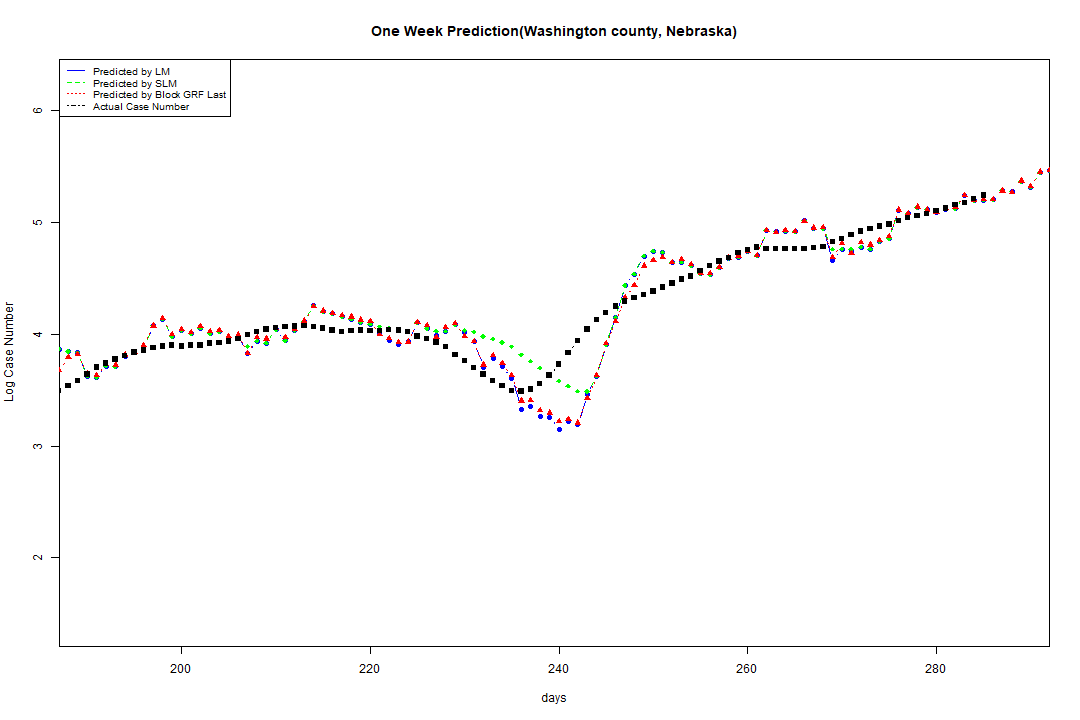 One Week Prediction(Washington county, Nebraska)
Predicted by LM
Predicted by SLM
Predicted by Block GRF Last
Actual Case Number
6
5
4
3
2
Log Case Number
200 220 240 260 280
days